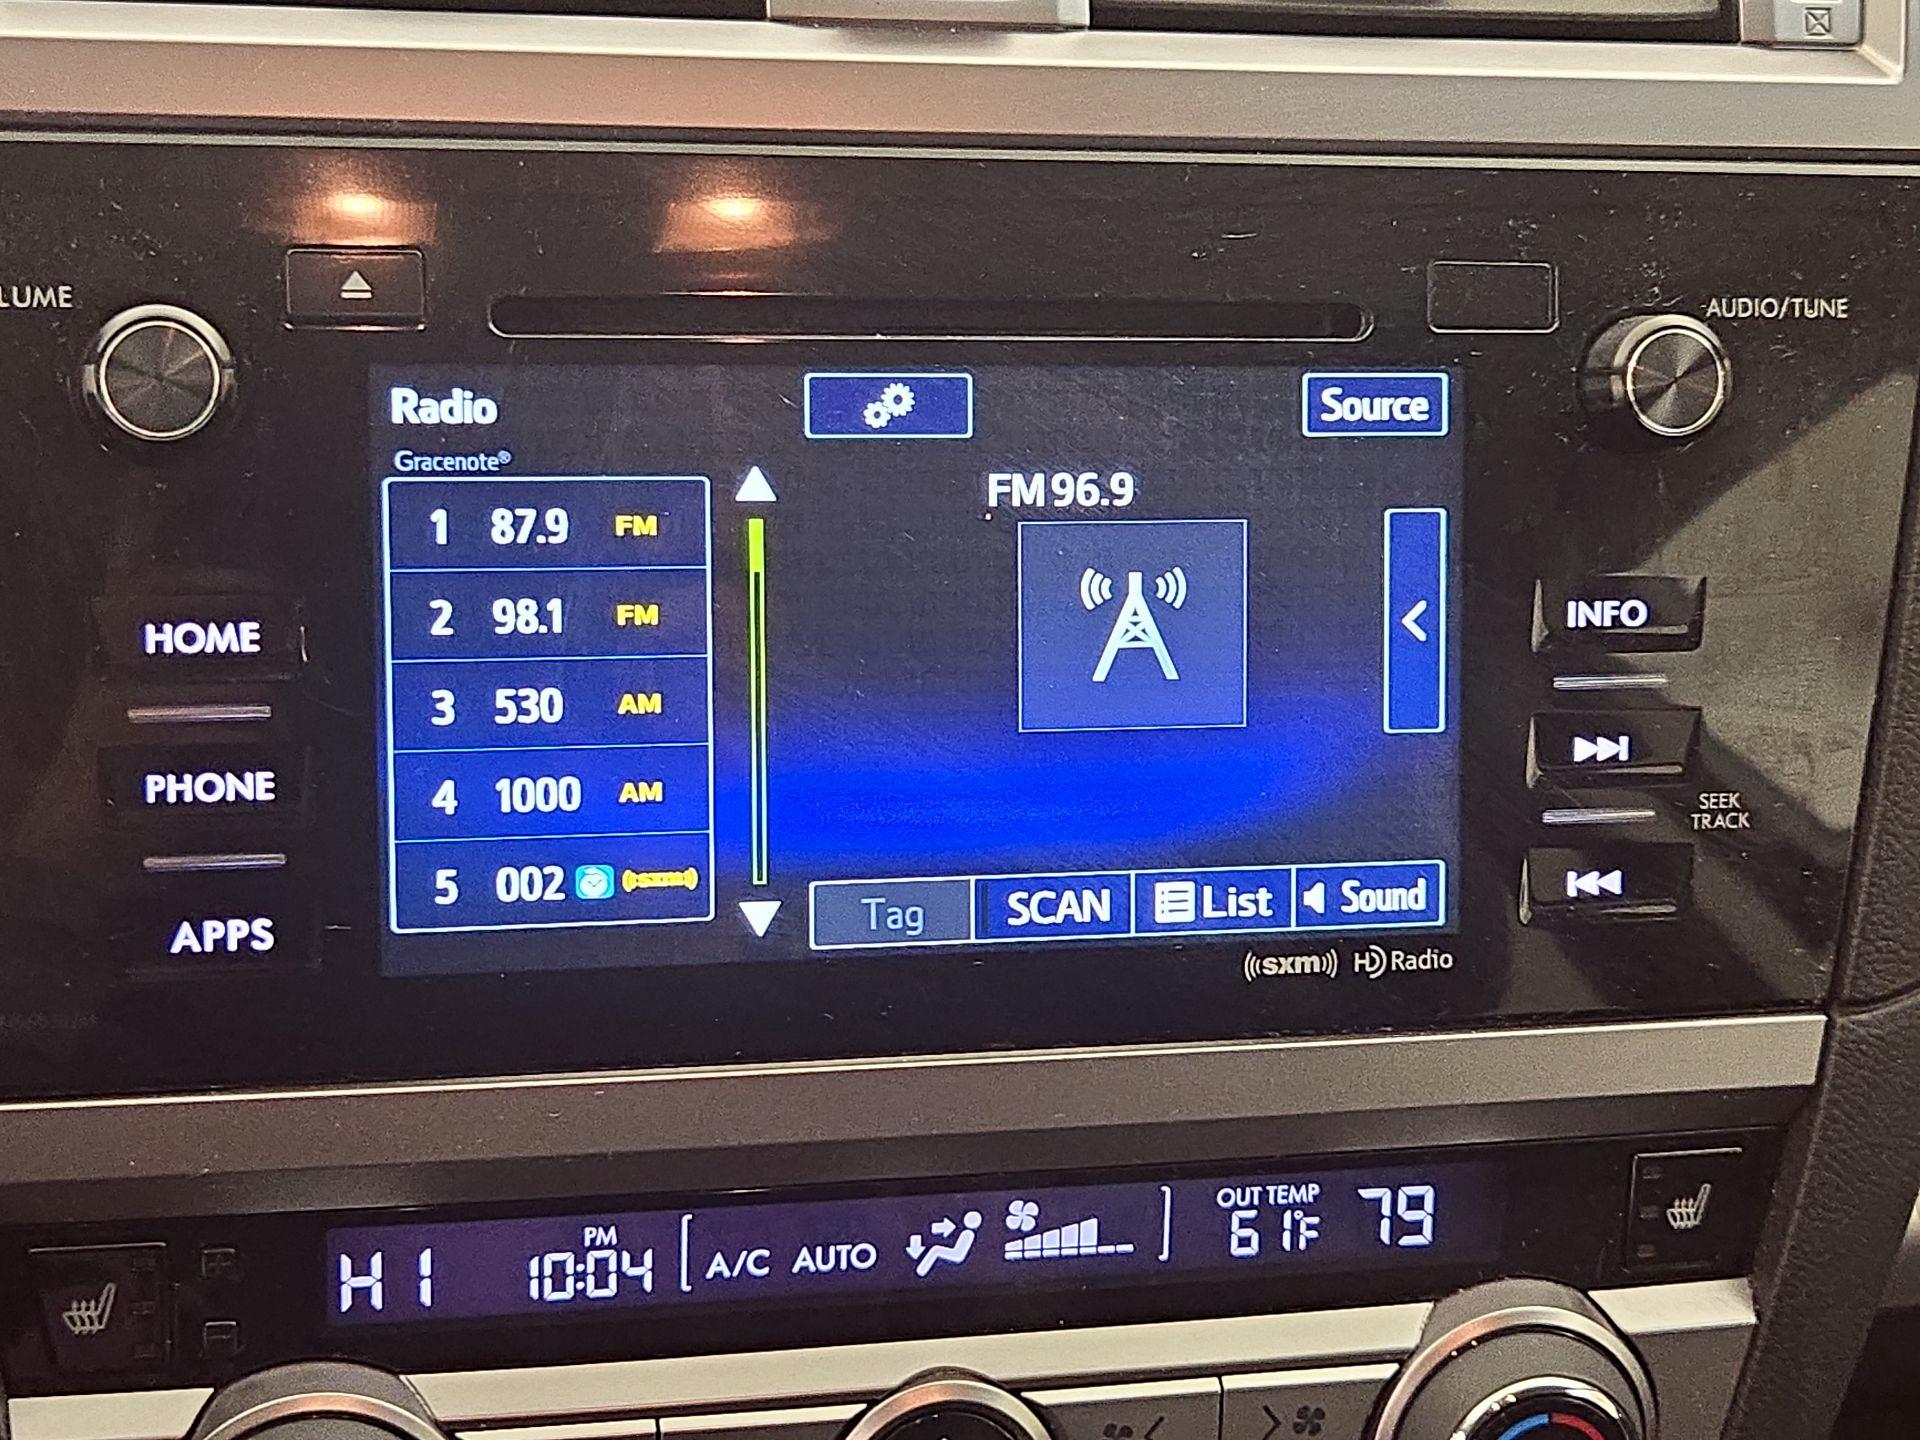 LUME
AUDIO/TUNE
Radio
Source
Gracenote®
FM 96.9
1 87.9 FM
2 98.1 FM
3 530 AM
4 1000 AM
5 002 ((sxm))
HOME
PHONE
APPS
INFO
SEEK
TRACK
Tag
SCAN
List
Sound
((sxm)) HD Radio
HI
PM
10:04
A/C AUTO
OUT TEMP
61°F
79